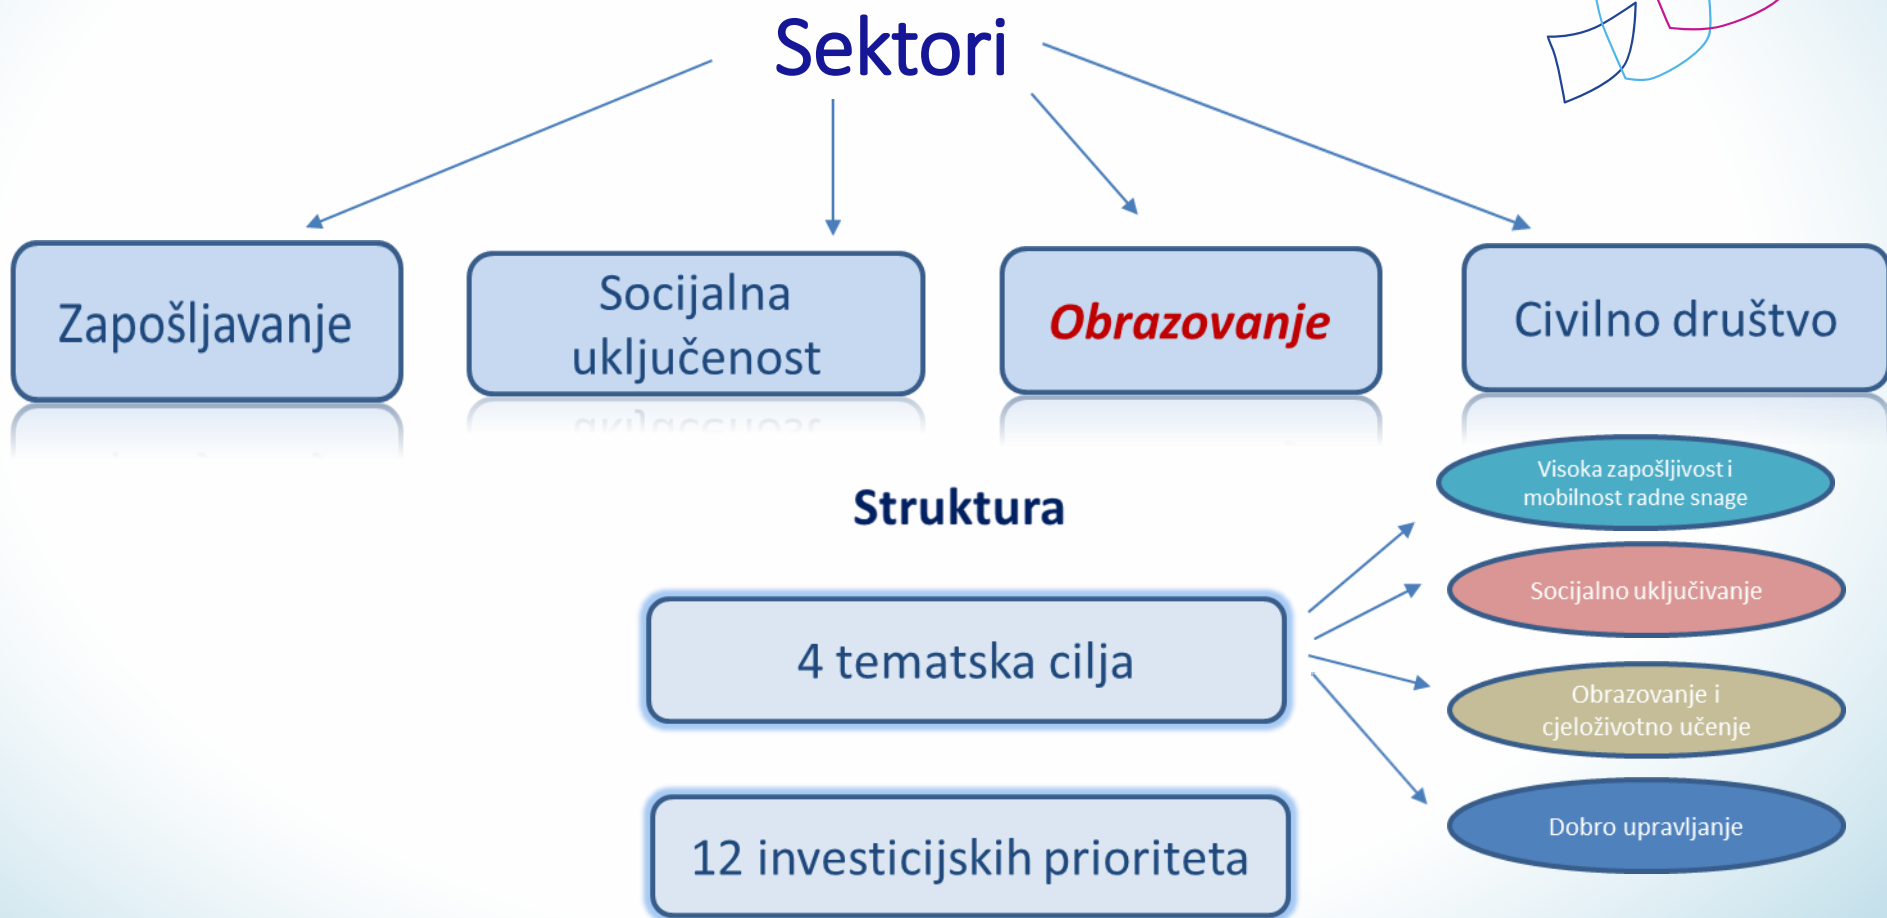 Sektori
Zapošljavanje
Socijalna
uključenost
Obrazovanje
Civilno društvo
Struktura
4 tematska cilja
12 investicijskih prioriteta
Visoka zapošljivost i
mobilnost radne snage
Socijalno uključivanje
Obrazovanje i
cjeloživotno učenje
Dobro upravljanje